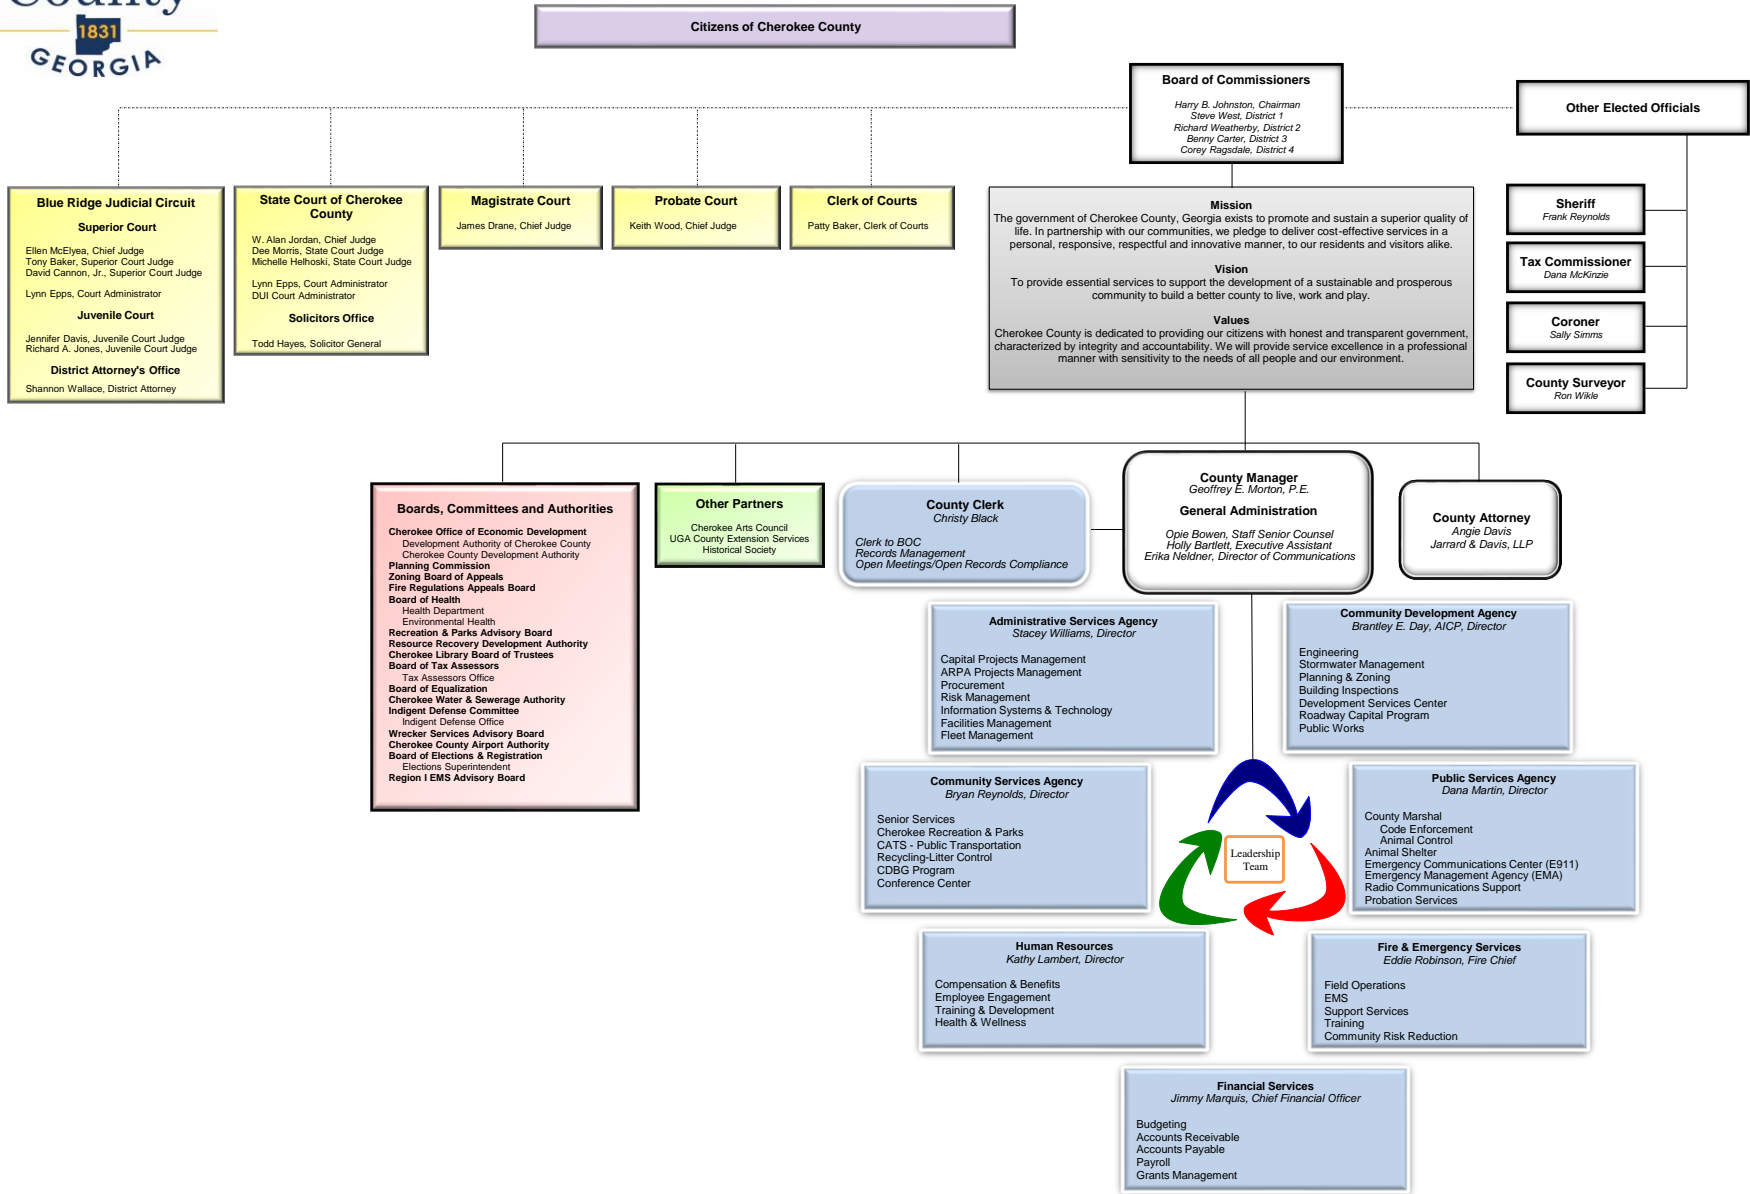 County
1831
GEORGIA
Citizens of Cherokee County
Board of Commissioners
Harry B. Johnston, Chairman
Steve West, District 1
Richard Weatherby, District 2
Benny Carter, District 3
Corey Ragsdale, District 4
Other Elected Officials
Blue Ridge Judicial Circuit
Superior Court
Ellen McElyea, Chief Judge
Tony Baker, Superior Court Judge
David Cannon, Jr., Superior Court Judge
Lynn Epps, Court Administrator
Juvenile Court
Jennifer Davis, Juvenile Court Judge
Richard A. Jones, Juvenile Court Judge
District Attorney's Office
Shannon Wallace, District Attorney
State Court of Cherokee
County
W. Alan Jordan, Chief Judge
Dee Morris, State Court Judge
Michelle Helhoski, State Court Judge
Lynn Epps, Court Administrator
DUI Court Administrator
Solicitors Office
Todd Hayes, Solicitor General
Magistrate Court
James Drane, Chief Judge
Probate Court
Keith Wood, Chief Judge
Clerk of Courts
Patty Baker, Clerk of Courts
Mission
The government of Cherokee County, Georgia exists to promote and sustain a superior quality of
life. In partnership with our communities, we pledge to deliver cost-effective services in a
personal, responsive, respectful and innovative manner, to our residents and visitors alike.
Vision
To provide essential services to support the development of a sustainable and prosperous
community to build a better county to live, work and play.
Values
Cherokee County is dedicated to providing our citizens with honest and transparent government,
characterized by integrity and accountability. We will provide service excellence in a professional
manner with sensitivity to the needs of all people and our environment.
Sheriff
Frank Reynolds
Tax Commissioner
Dana McKinzie
Coroner
Sally Simms
County Surveyor
Ron Wikle
Boards, Committees and Authorities
Cherokee Office of Economic Development
Development Authority of Cherokee County
Cherokee County Development Authority
Planning Commission
Zoning Board of Appeals
Fire Regulations Appeals Board
Board of Health
Health Department
Environmental Health
Recreation & Parks Advisory Board
Resource Recovery Development Authority
Cherokee Library Board of Trustees
Board of Tax Assessors
Tax Assessors Office
Board of Equalization
Cherokee Water & Sewerage Authority
Indigent Defense Committee
Indigent Defense Office
Wrecker Services Advisory Board
Cherokee County Airport Authority
Board of Elections & Registration
Elections Superintendent
Region I EMS Advisory Board
Other Partners
Cherokee Arts Council
UGA County Extension Services
Historical Society
County Clerk
Christy Black
Clerk to BOC
Records Management
Open Meetings/Open Records Compliance
County Manager
Geoffrey E. Morton, P.E.
General Administration
Opie Bowen, Staff Senior Counsel
Holly Bartlett, Executive Assistant
Erika Neldner, Director of Communications
County Attorney
Angie Davis
Jarrard & Davis, LLP
Administrative Services Agency
Stacey Williams, Director
Capital Projects Management
ARPA Projects Management
Procurement
Risk Management
Information Systems & Technology
Facilities Management
Fleet Management
Community Development Agency
Brantley E. Day, AICP, Director
Engineering
Stormwater Management
Planning & Zoning
Building Inspections
Development Services Center
Roadway Capital Program
Public Works
Community Services Agency
Bryan Reynolds, Director
Senior Services
Cherokee Recreation & Parks
CATS - Public Transportation
Recycling-Litter Control
CDBG Program
Conference Center
Leadership
Team
Public Services Agency
Dana Martin, Director
County Marshal
Code Enforcement
Animal Control
Animal Shelter
Emergency Communications Center (E911)
Emergency Management Agency (EMA)
Radio Communications Support
Probation Services
Human Resources
Kathy Lambert, Director
Compensation & Benefits
Employee Engagement
Training & Development
Health & Wellness
Fire & Emergency Services
Eddie Robinson, Fire Chief
Field Operations
EMS
Support Services
Training
Community Risk Reduction
Financial Services
Jimmy Marquis, Chief Financial Officer
Budgeting
Accounts Receivable
Accounts Payable
Payroll
Grants Management